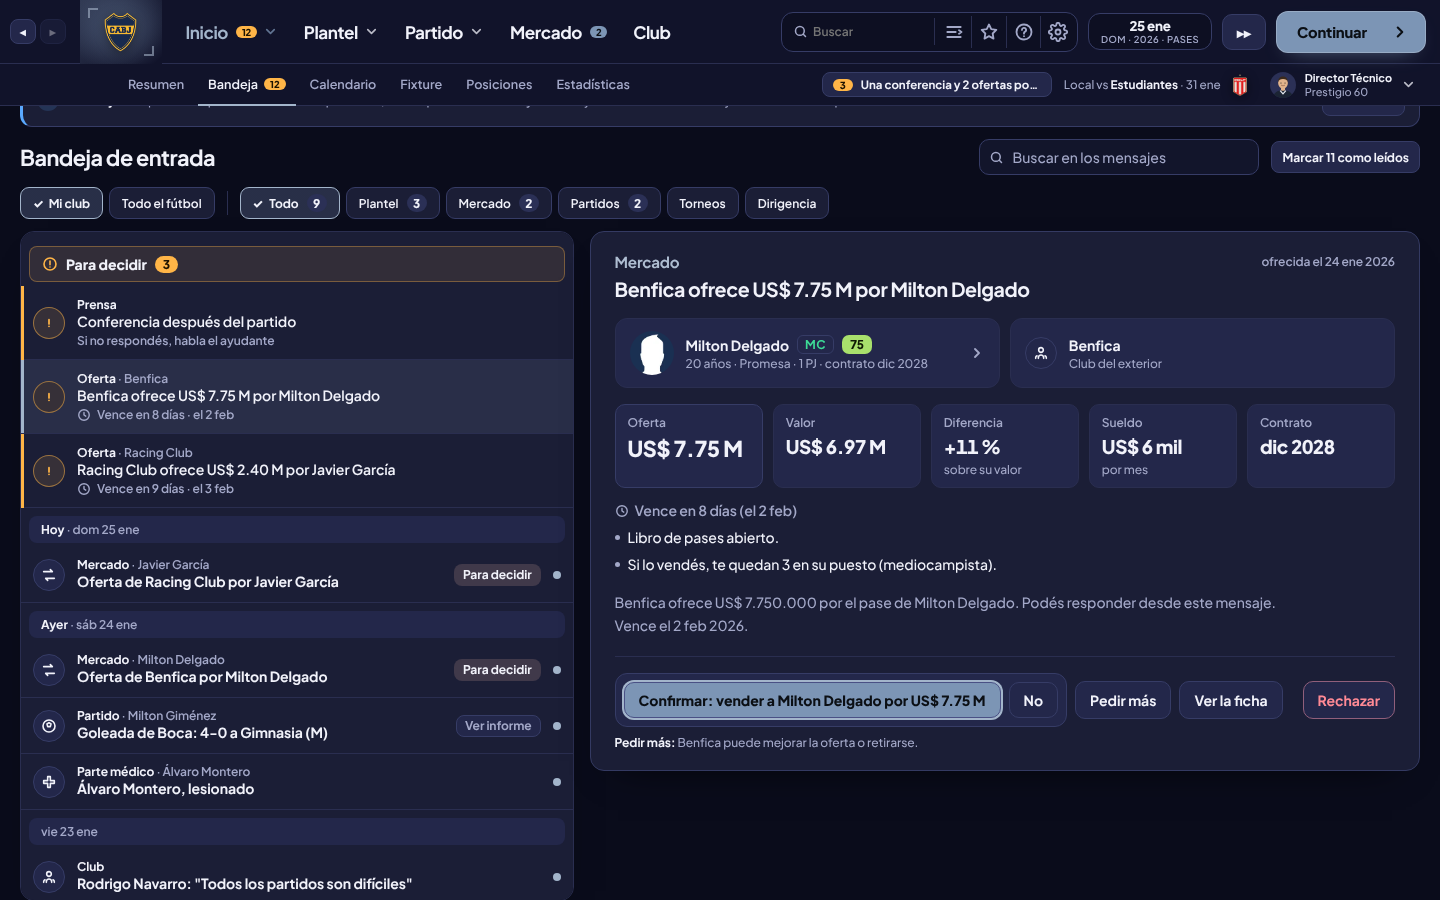 CABJ
Inicio 12
Plantel
Partido
Mercado 2
Club
Buscar
25 ene
DOM · 2026 · PASES
Continuar
Resumen
Bandeja 12
Calendario
Fixture
Posiciones
Estadísticas
3 Una conferencia y 2 ofertas po...
Local vs Estudiantes · 31 ene
Director Técnico
Prestigio 60
Bandeja de entrada
Buscar en los mensajes
Marcar 11 como leídos
Mi club
Todo el fútbol
Todo 9
Plantel 3
Mercado 2
Partidos 2
Torneos
Dirigencia
Para decidir 3
Prensa
Conferencia después del partido
Si no respondés, habla el ayudante
Oferta · Benfica
Benfica ofrece US$ 7.75 M por Milton Delgado
Vence en 8 días · el 2 feb
Oferta · Racing Club
Racing Club ofrece US$ 2.40 M por Javier García
Vence en 9 días · el 3 feb
Hoy · dom 25 ene
Mercado · Javier García
Oferta de Racing Club por Javier García
Para decidir
Ayer · sáb 24 ene
Mercado · Milton Delgado
Oferta de Benfica por Milton Delgado
Para decidir
Partido · Milton Giménez
Goleada de Boca: 4-0 a Gimnasia (M)
Ver informe
Parte médico · Álvaro Montero
Álvaro Montero, lesionado
vie 23 ene
Club
Rodrigo Navarro: "Todos los partidos son difíciles"
Mercado
ofrecida el 24 ene 2026
Benfica ofrece US$ 7.75 M por Milton Delgado
Milton Delgado MC 75
20 años · Promesa · 1 PJ · contrato dic 2028
Benfica
Club del exterior
Oferta
US$ 7.75 M
Valor
US$ 6.97 M
Diferencia
+11 %
sobre su valor
Sueldo
US$ 6 mil
por mes
Contrato
dic 2028
Vence en 8 días (el 2 feb)
Libro de pases abierto.
Si lo vendés, te quedan 3 en su puesto (mediocampista).
Benfica ofrece US$ 7.750.000 por el pase de Milton Delgado. Podés responder desde este mensaje.
Vence el 2 feb 2026.
Confirmar: vender a Milton Delgado por US$ 7.75 M
No
Pedir más
Ver la ficha
Rechazar
Pedir más: Benfica puede mejorar la oferta o retirarse.